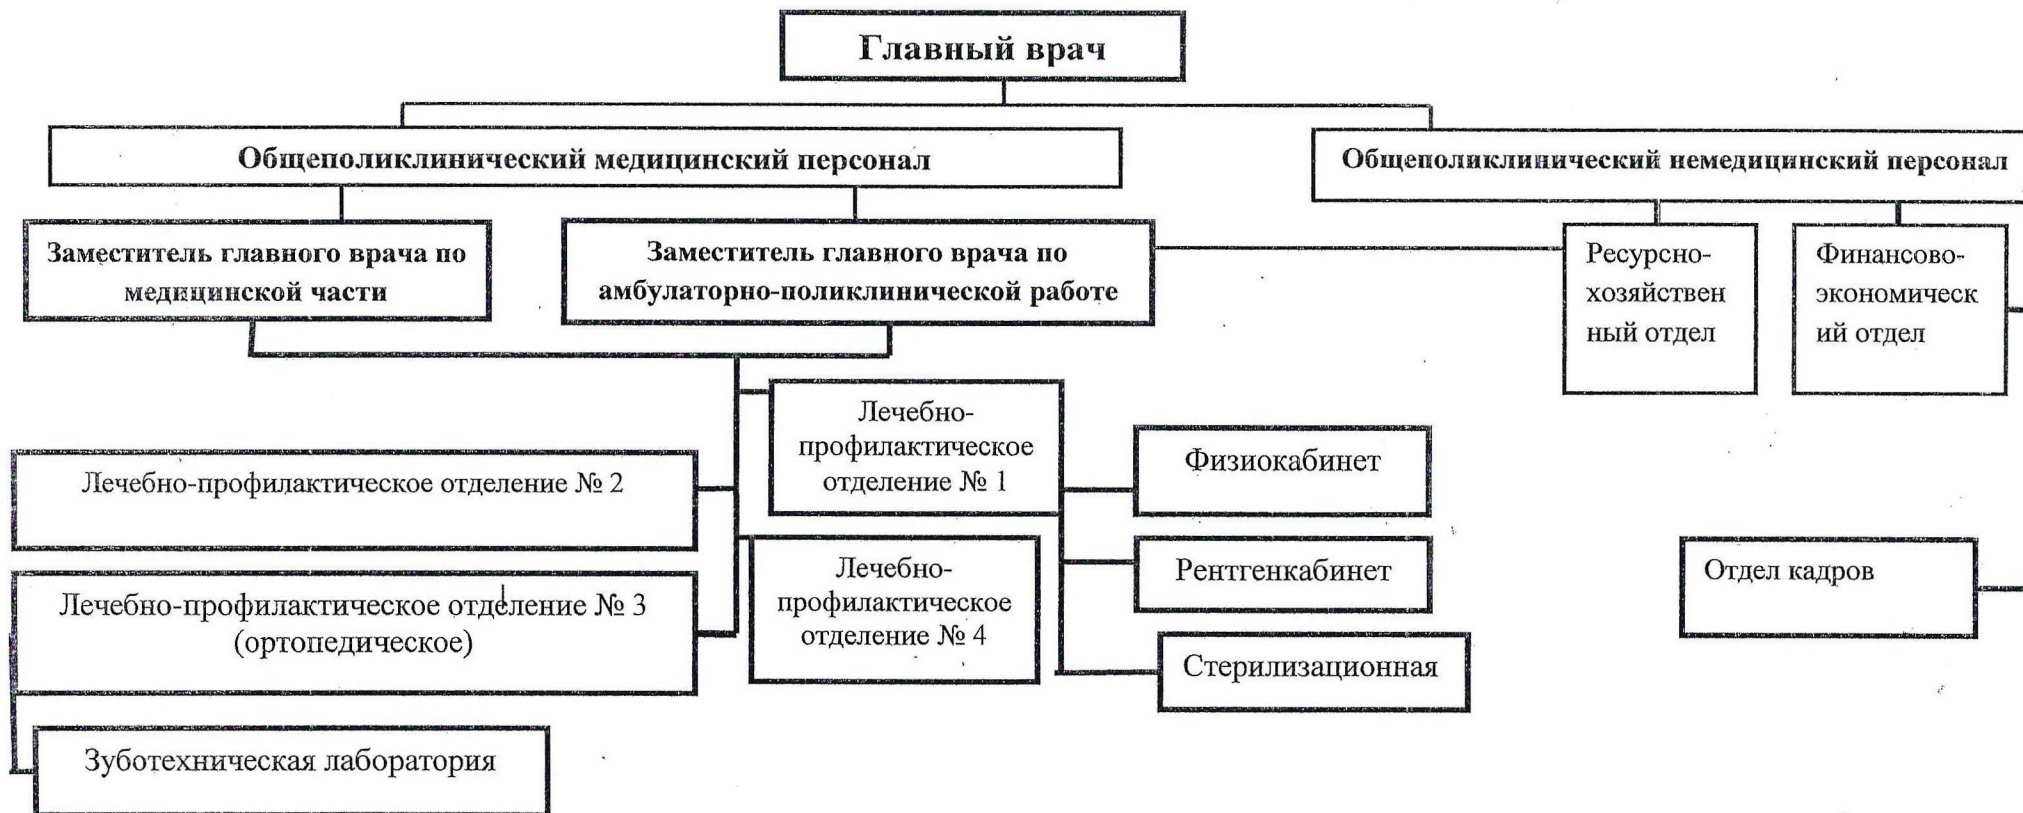 Главный врач
Общеполиклинический медицинский персонал
Общеполиклинический немедицинский персонал
Заместитель главного врача по
медицинской части
Заместитель главного врача по
амбулаторно-поликлинической работе
Ресурсно-
хозяйствен
ный отдел
Финансово-
экономическ
ий отдел
Лечебно-
профилактическое
отделение № 1
Лечебно-профилактическое отделение № 2
Физиокабинет
Лечебно-профилактическое отделение № 3
(ортопедическое)
Лечебно-
профилактическое
отделение № 4
Рентгенкабинет
Отдел кадров
Стерилизационная
Зуботехническая лаборатория